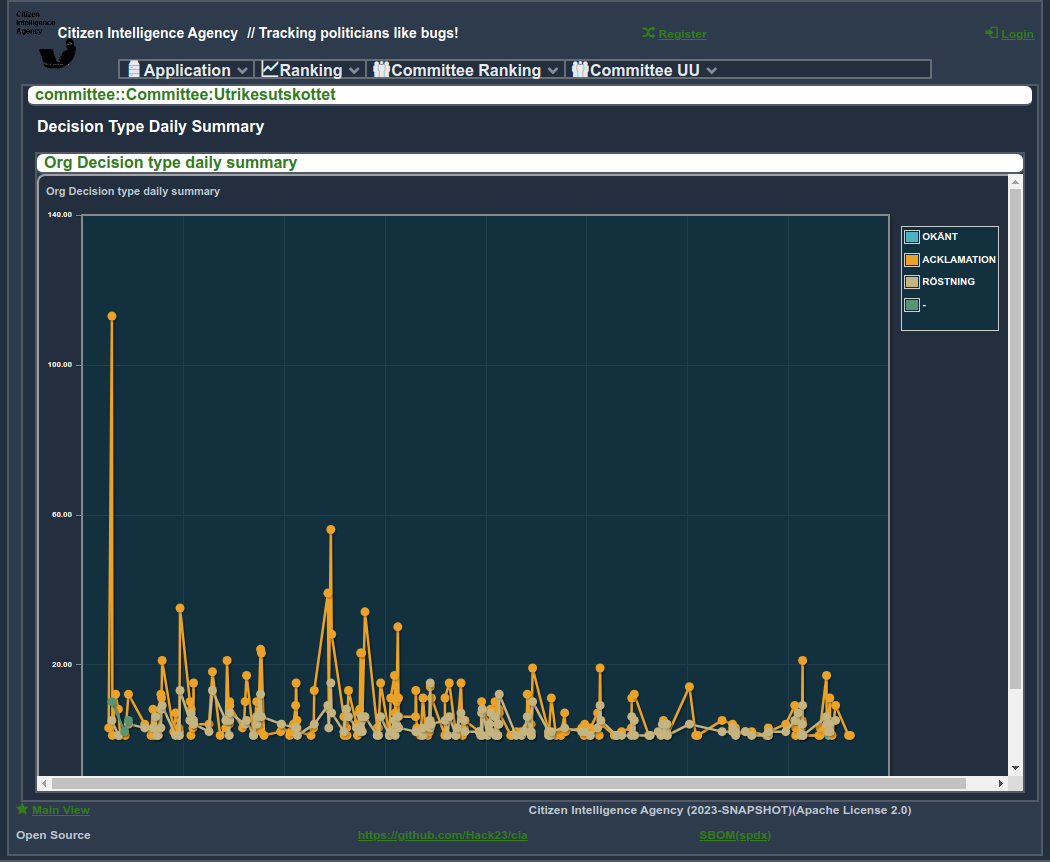 Citizen
Intelligence
Agency
Citizen Intelligence Agency // Tracking politicians like bugs!
Register
Login
Application
Ranking
Committee Ranking
Committee UU
committee::Committee:Utrikesutskottet
Decision Type Daily Summary
Org Decision type daily summary
Org Decision type daily summary
140.00
100.00
60.00
20.00
OKÄNT
ACKLAMATION
RÖSTNING
-
Main View
Citizen Intelligence Agency (2023-SNAPSHOT)(Apache License 2.0)
Open Source
https://github.com/Hack23/cia
SBOM(spdx)